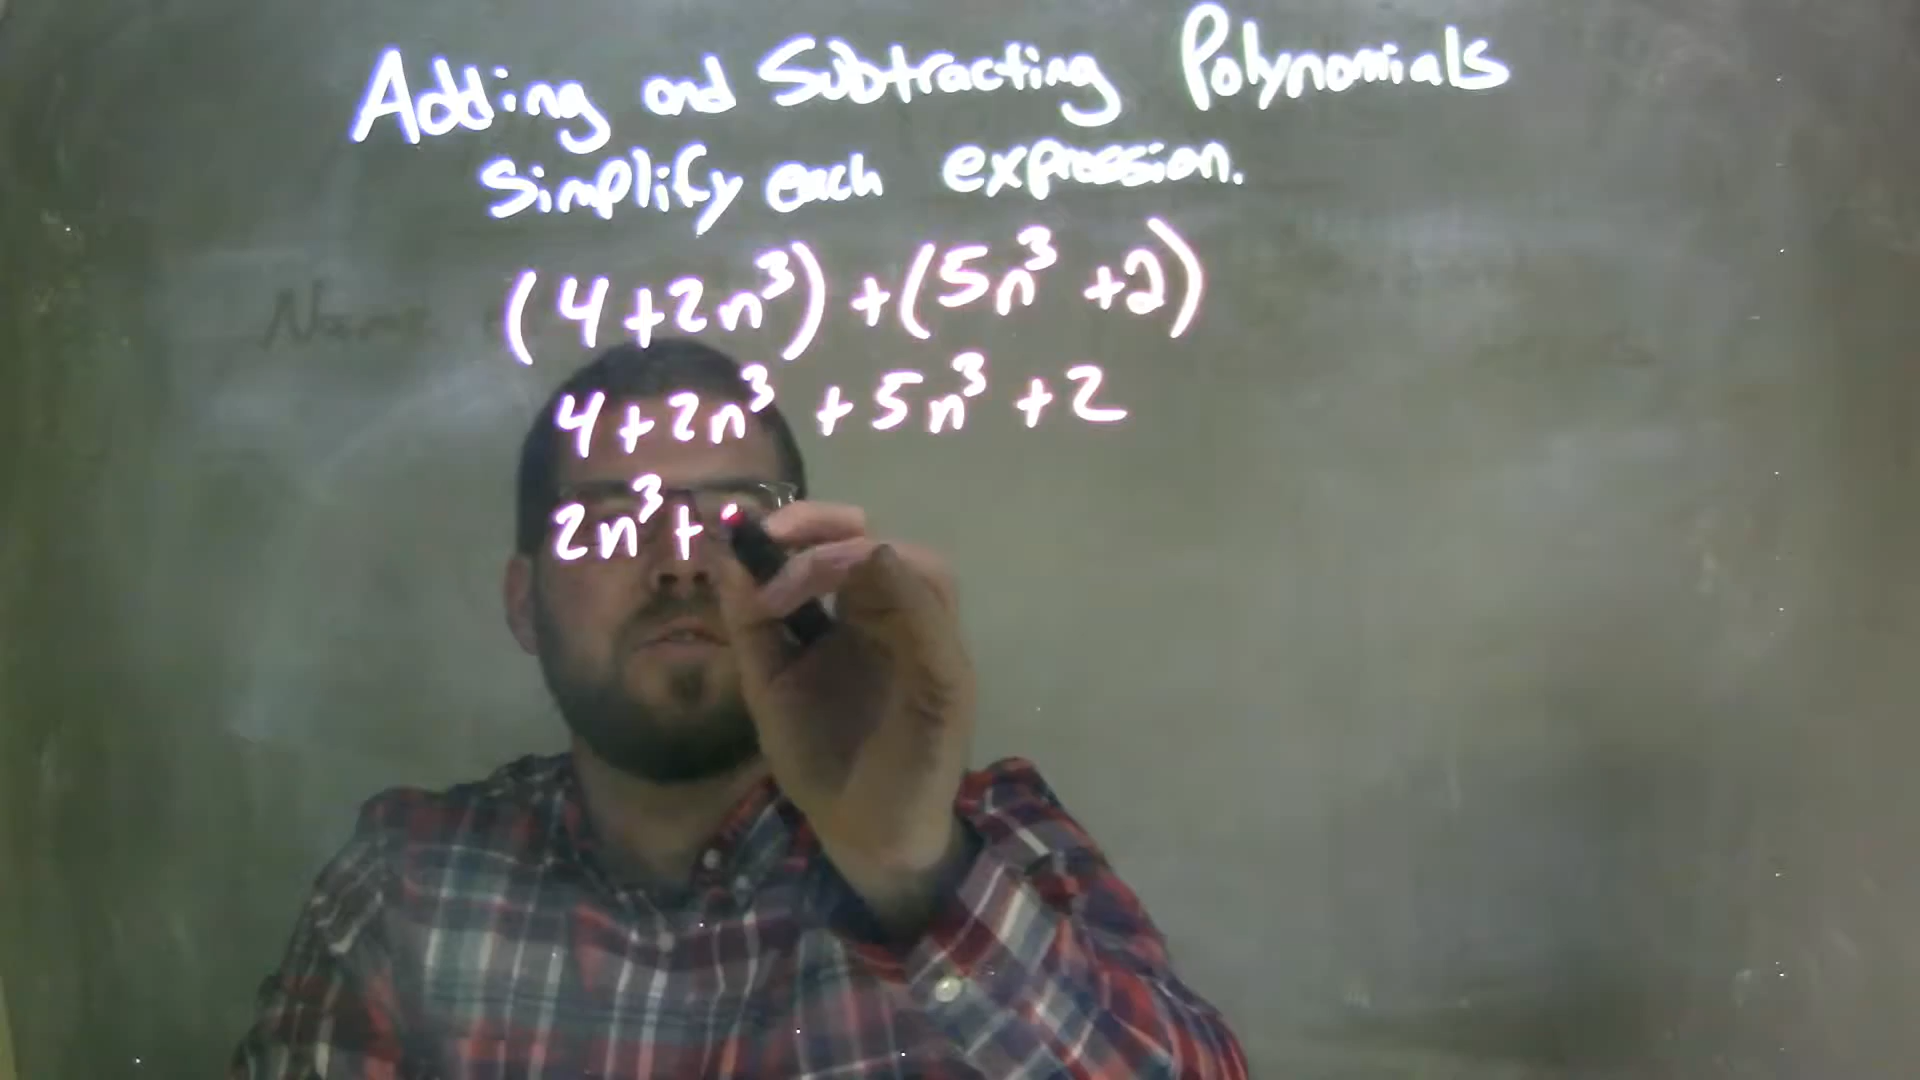 Adding and Subtracting Polynomials
Simplify each expression.
(4+2n³)+(5n³+2)
4+2n³+5n³+2
2n³+